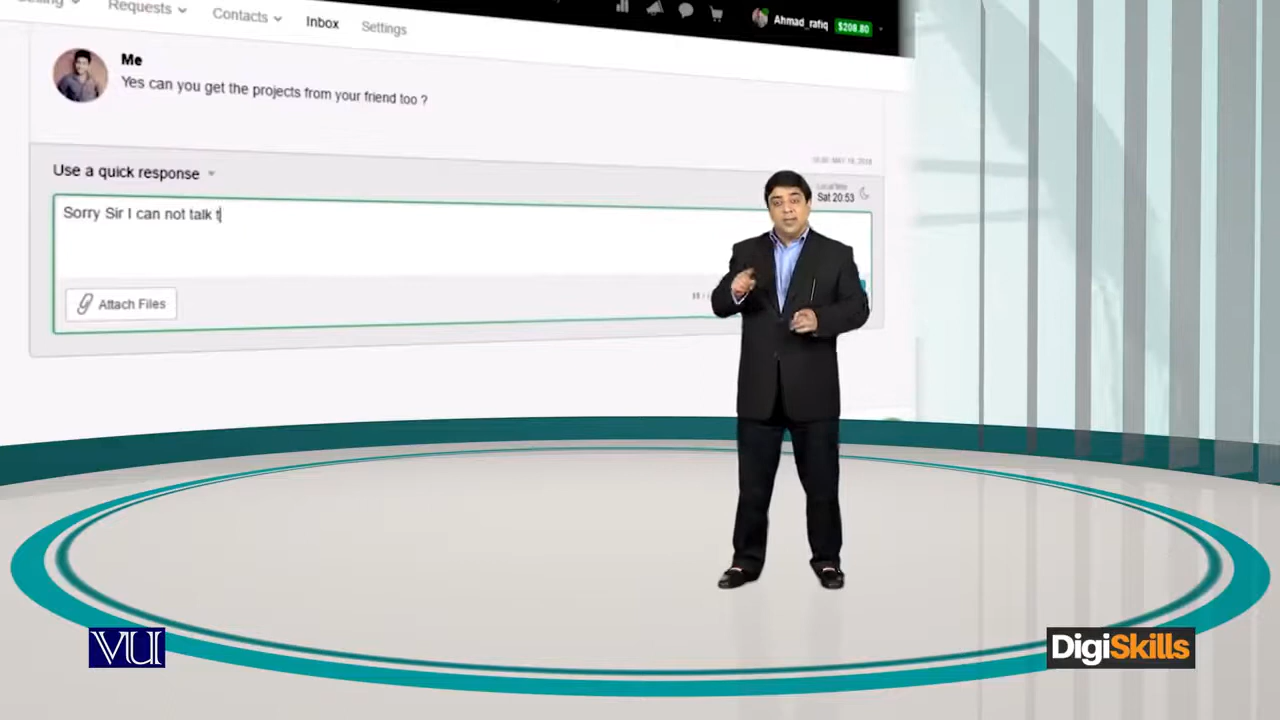 Requests
Contacts
Inbox
Settings
Ahmad_rafiq
$208.80
Me
Yes can you get the projects from your friend too ?
Use a quick response
Sat 20:53
Sorry Sir I can not talk t
Attach Files
VU
DigiSkills